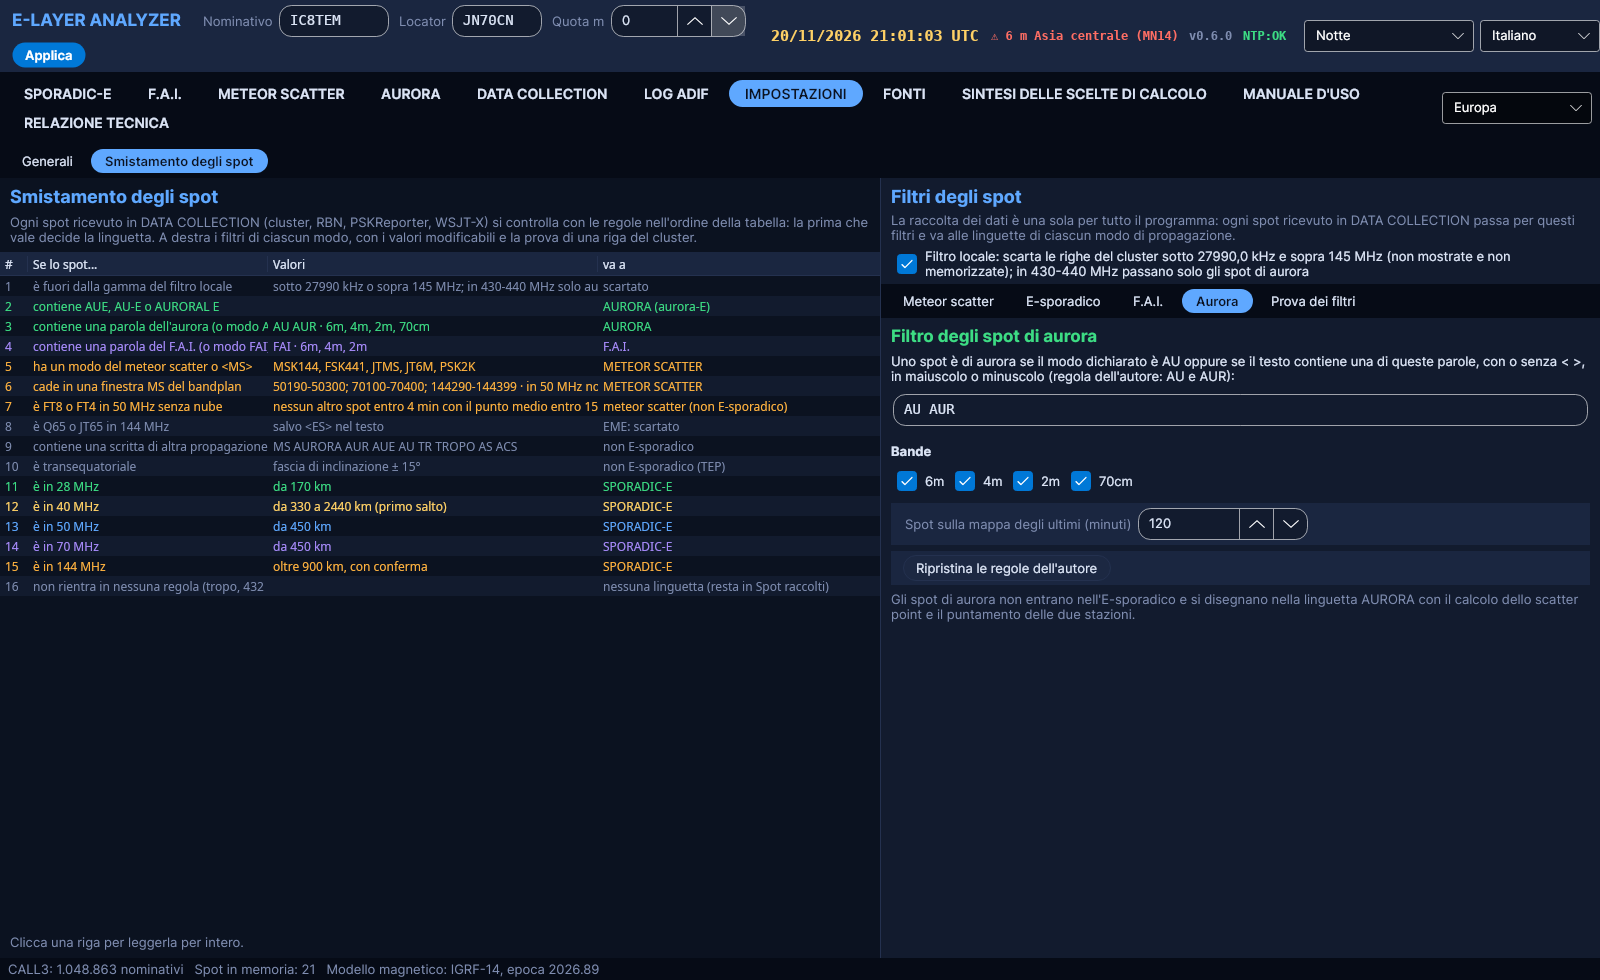 E-LAYER ANALYZER Nominativo IC8TEM Locator JN70CN Quota m 0
20/11/2026 21:01:03 UTC ⚠ 6 m Asia centrale (MN14) v0.6.0 NTP:OK Notte Italiano
Applica
SPORADIC-E F.A.I. METEOR SCATTER AURORA DATA COLLECTION LOG ADIF IMPOSTAZIONI FONTI SINTESI DELLE SCELTE DI CALCOLO MANUALE D'USO
RELAZIONE TECNICA
Europa
Generali Smistamento degli spot
Smistamento degli spot
Ogni spot ricevuto in DATA COLLECTION (cluster, RBN, PSKReporter, WSJT-X) si controlla con le regole nell'ordine della tabella: la prima che
vale decide la linguetta. A destra i filtri di ciascun modo, con i valori modificabili e la prova di una riga del cluster.
# Se lo spot... Valori va a
1 è fuori dalla gamma del filtro locale sotto 27990 kHz o sopra 145 MHz; in 430-440 MHz solo au scartato
2 contiene AUE, AU-E o AURORAL E AURORA (aurora-E)
3 contiene una parola dell'aurora (o modo A AU AUR · 6m, 4m, 2m, 70cm AURORA
4 contiene una parola del F.A.I. (o modo FAI FAI · 6m, 4m, 2m F.A.I.
5 ha un modo del meteor scatter o <MS> MSK144, FSK441, JTMS, JT6M, PSK2K METEOR SCATTER
6 cade in una finestra MS del bandplan 50190-50300; 70100-70400; 144290-144399 · in 50 MHz nc METEOR SCATTER
7 è FT8 o FT4 in 50 MHz senza nube nessun altro spot entro 4 min con il punto medio entro 15 meteor scatter (non E-sporadico)
8 è Q65 o JT65 in 144 MHz salvo <ES> nel testo EME: scartato
9 contiene una scritta di altra propagazione MS AURORA AUR AUE AU TR TROPO AS ACS non E-sporadico
10 è transequatoriale fascia di inclinazione ± 15° non E-sporadico (TEP)
11 è in 28 MHz da 170 km SPORADIC-E
12 è in 40 MHz da 330 a 2440 km (primo salto) SPORADIC-E
13 è in 50 MHz da 450 km SPORADIC-E
14 è in 70 MHz da 450 km SPORADIC-E
15 è in 144 MHz oltre 900 km, con conferma SPORADIC-E
16 non rientra in nessuna regola (tropo, 432 nessuna linguetta (resta in Spot raccolti)
Clicca una riga per leggerla per intero.
Filtri degli spot
La raccolta dei dati è una sola per tutto il programma: ogni spot ricevuto in DATA COLLECTION passa per questi
filtri e va alle linguette di ciascun modo di propagazione.
Filtro locale: scarta le righe del cluster sotto 27990,0 kHz e sopra 145 MHz (non mostrate e non
memorizzate); in 430-440 MHz passano solo gli spot di aurora
Meteor scatter E-sporadico F.A.I. Aurora Prova dei filtri
Filtro degli spot di aurora
Uno spot è di aurora se il modo dichiarato è AU oppure se il testo contiene una di queste parole, con o senza < >,
in maiuscolo o minuscolo (regola dell'autore: AU e AUR):
AU AUR
Bande
6m 4m 2m 70cm
Spot sulla mappa degli ultimi (minuti) 120
Ripristina le regole dell'autore
Gli spot di aurora non entrano nell'E-sporadico e si disegnano nella linguetta AURORA con il calcolo dello scatter
point e il puntamento delle due stazioni.
CALL3: 1.048.863 nominativi Spot in memoria: 21 Modello magnetico: IGRF-14, epoca 2026.89